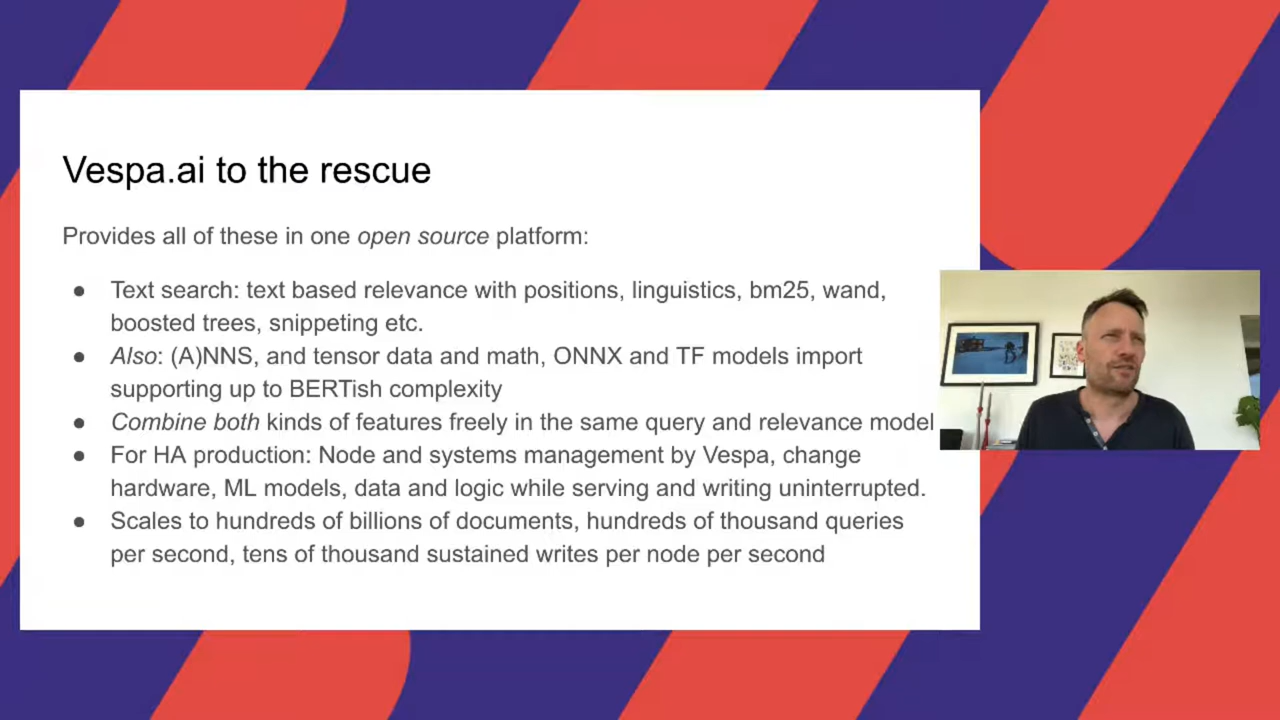 Vespa.ai to the rescue
Provides all of these in one open source platform:
● Text search: text based relevance with positions, linguistics, bm25, wand,
boosted trees, snippeting etc.
● Also: (A)NNS, and tensor data and math, ONNX and TF models import
supporting up to BERTish complexity
● Combine both kinds of features freely in the same query and relevance model
● For HA production: Node and systems management by Vespa, change
hardware, ML models, data and logic while serving and writing uninterrupted.
● Scales to hundreds of billions of documents, hundreds of thousand queries
per second, tens of thousand sustained writes per node per second